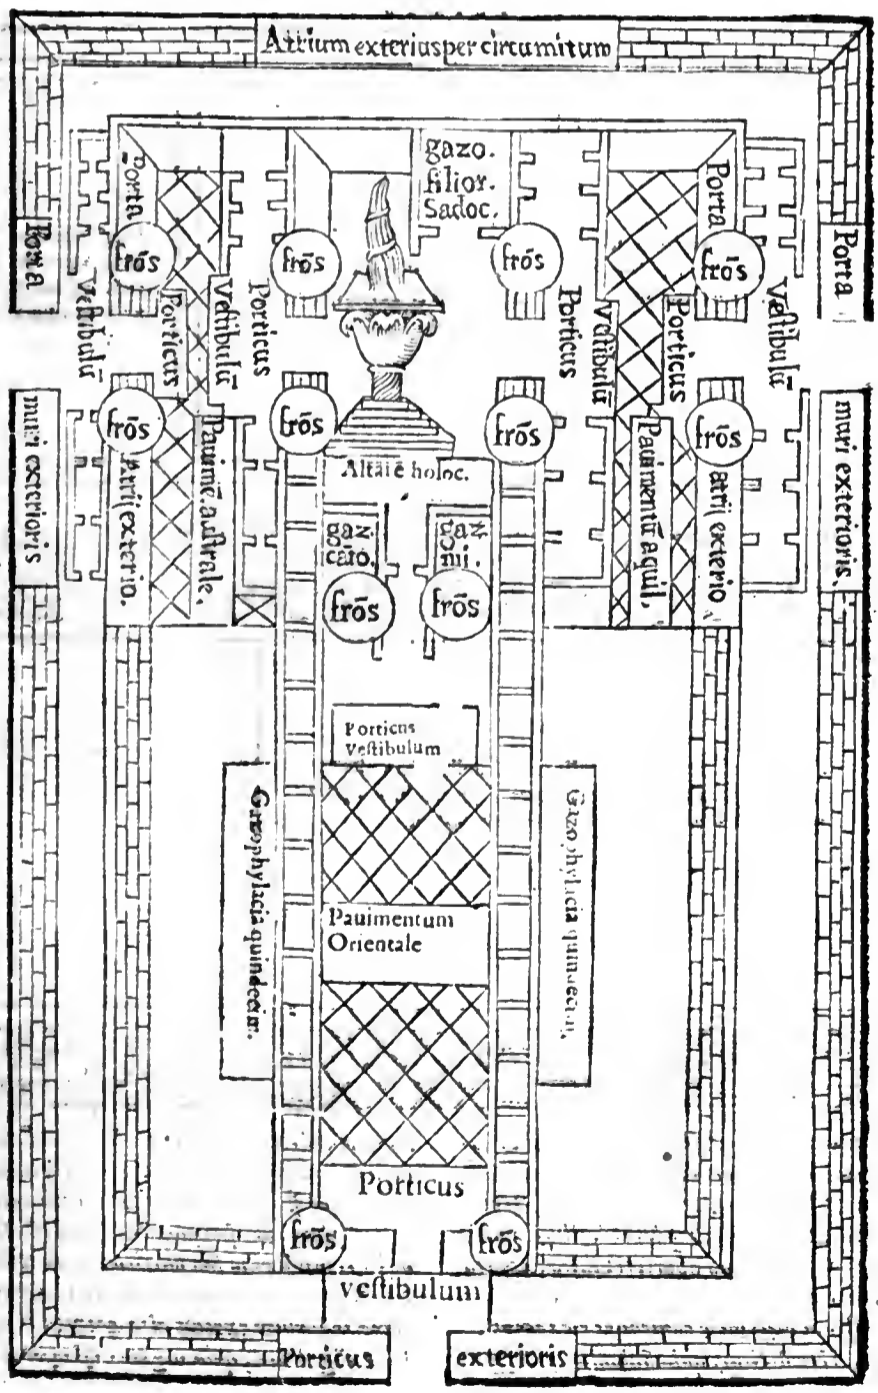 Atrium exterius per circumitum
gazo.
filior.
Sadoc.
Porta
Porta
Porta
Porta
frōs
frōs
frōs
frōs
Vestibulū
Porticus
Vestibulū
Porticus
Porticus
Vestibulū
Porticus
Vestibulū
frōs
frōs
frōs
frōs
muri exterioris
Atrij exterio.
Pauimē. australe.
Altare holoc.
Pauimentū aquil.
atrij exterio
muri exterioris.
gaz.
gaz
mi.
frōs
frōs
Porticus
Vestibulum
Gazophylacia quindecim.
Gazophylacia quindecim.
Pauimentum
Orientale
Porticus
frōs
frōs
vestibulum
Porticus
exterioris